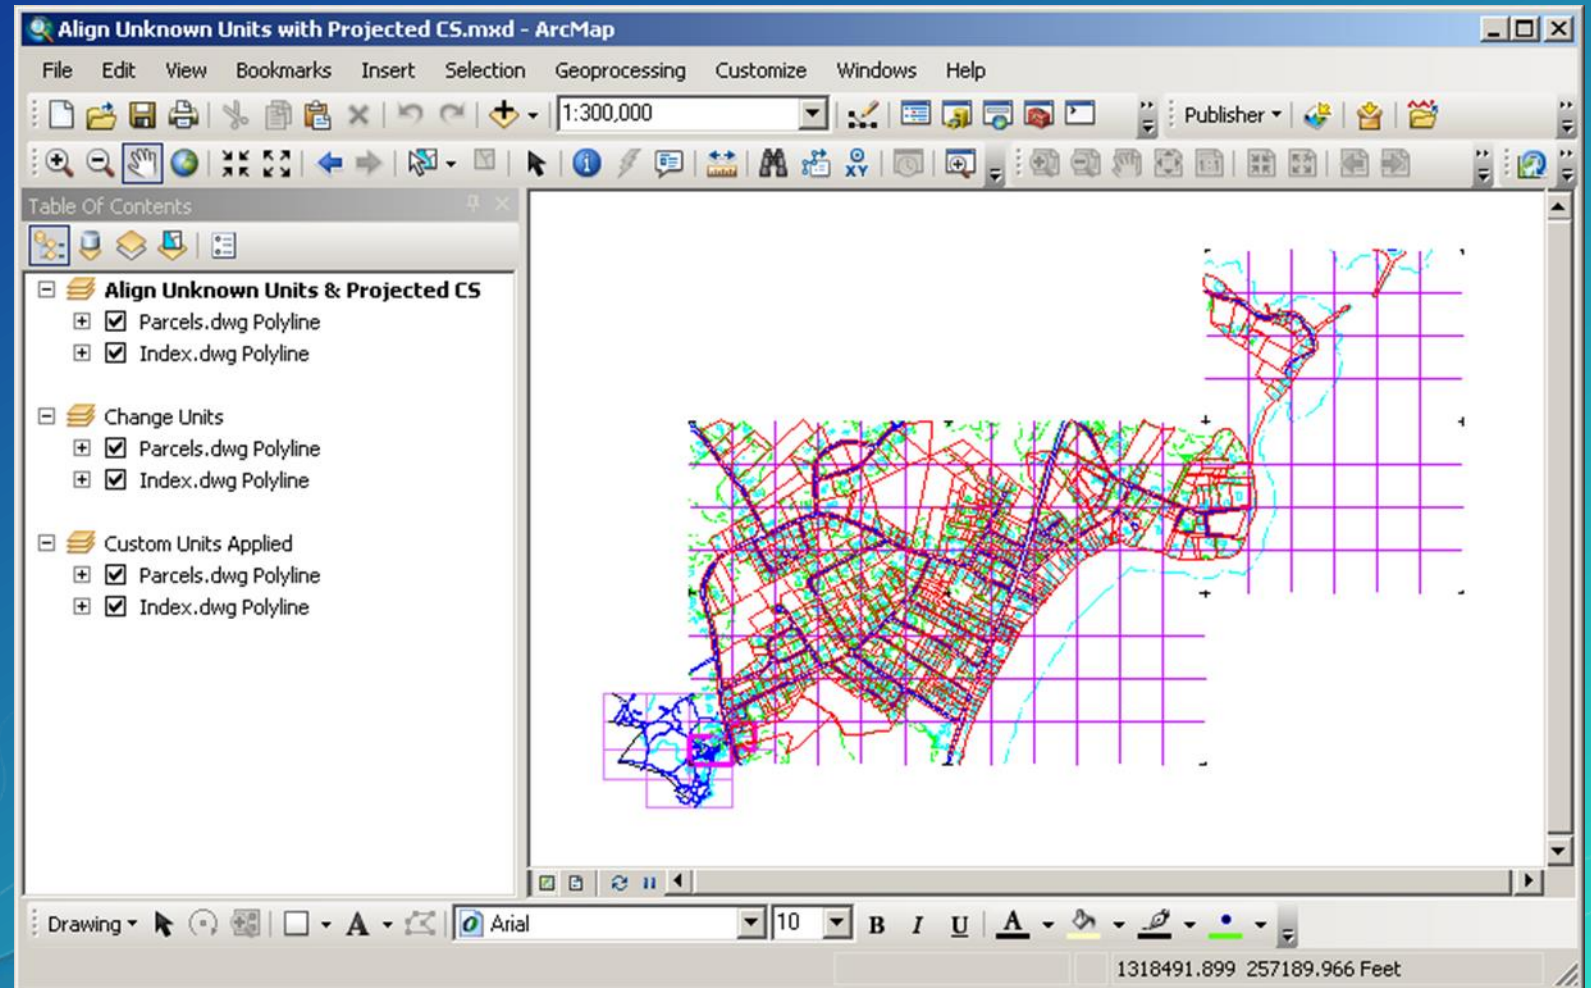 Align Unknown Units with Projected CS.mxd - ArcMap
File Edit View Bookmarks Insert Selection Geoprocessing Customize Windows Help
1:300,000 Publisher
XY
Table Of Contents
Align Unknown Units & Projected CS
Parcels.dwg Polyline
Index.dwg Polyline
Change Units
Parcels.dwg Polyline
Index.dwg Polyline
Custom Units Applied
Parcels.dwg Polyline
Index.dwg Polyline
Drawing A Arial 10 B I U A
1318491.899 257189.966 Feet